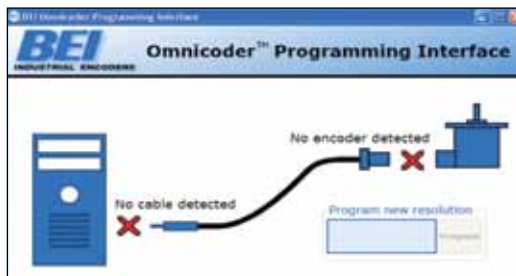 BEI Omnicoder Programming Interface
BEI
INDUSTRIAL ENCODERS
Omnicoder™ Programming Interface
No encoder detected
No cable detected
Program new resolution